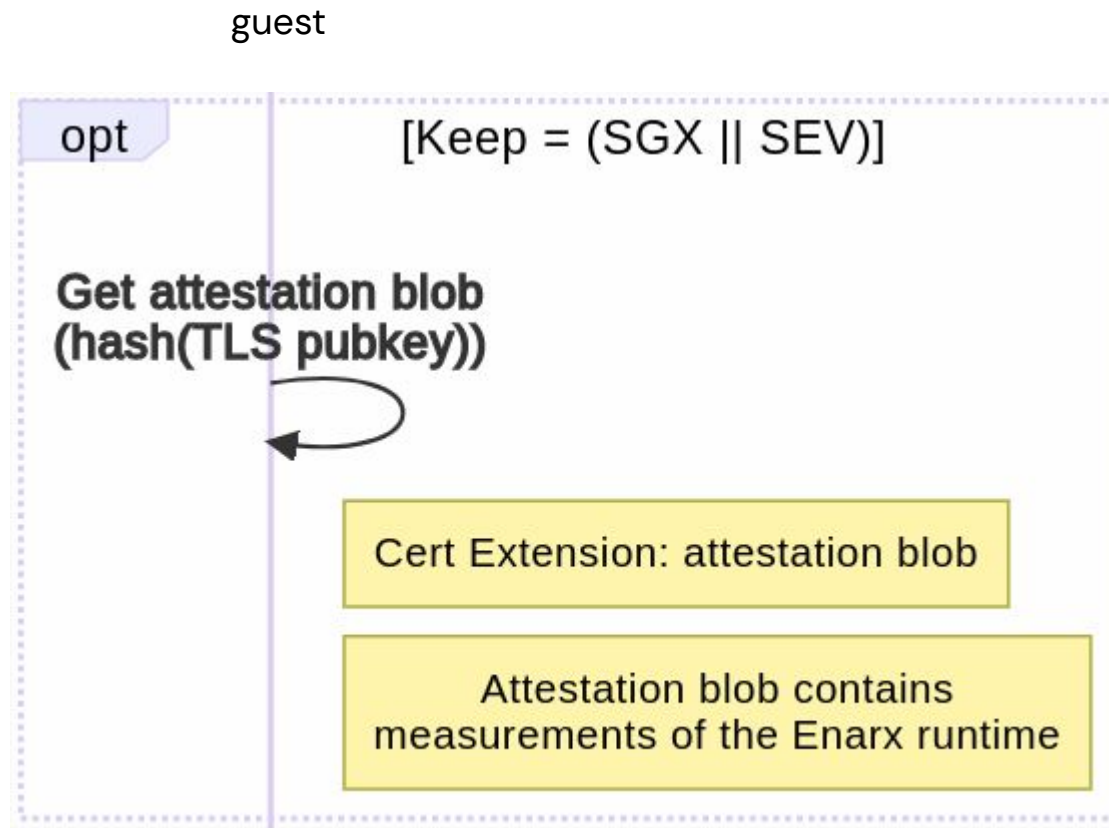 guest
opt
[Keep = (SGX || SEV)]
Get attestation blob
(hash(TLS pubkey))
Cert Extension: attestation blob
Attestation blob contains
measurements of the Enarx runtime